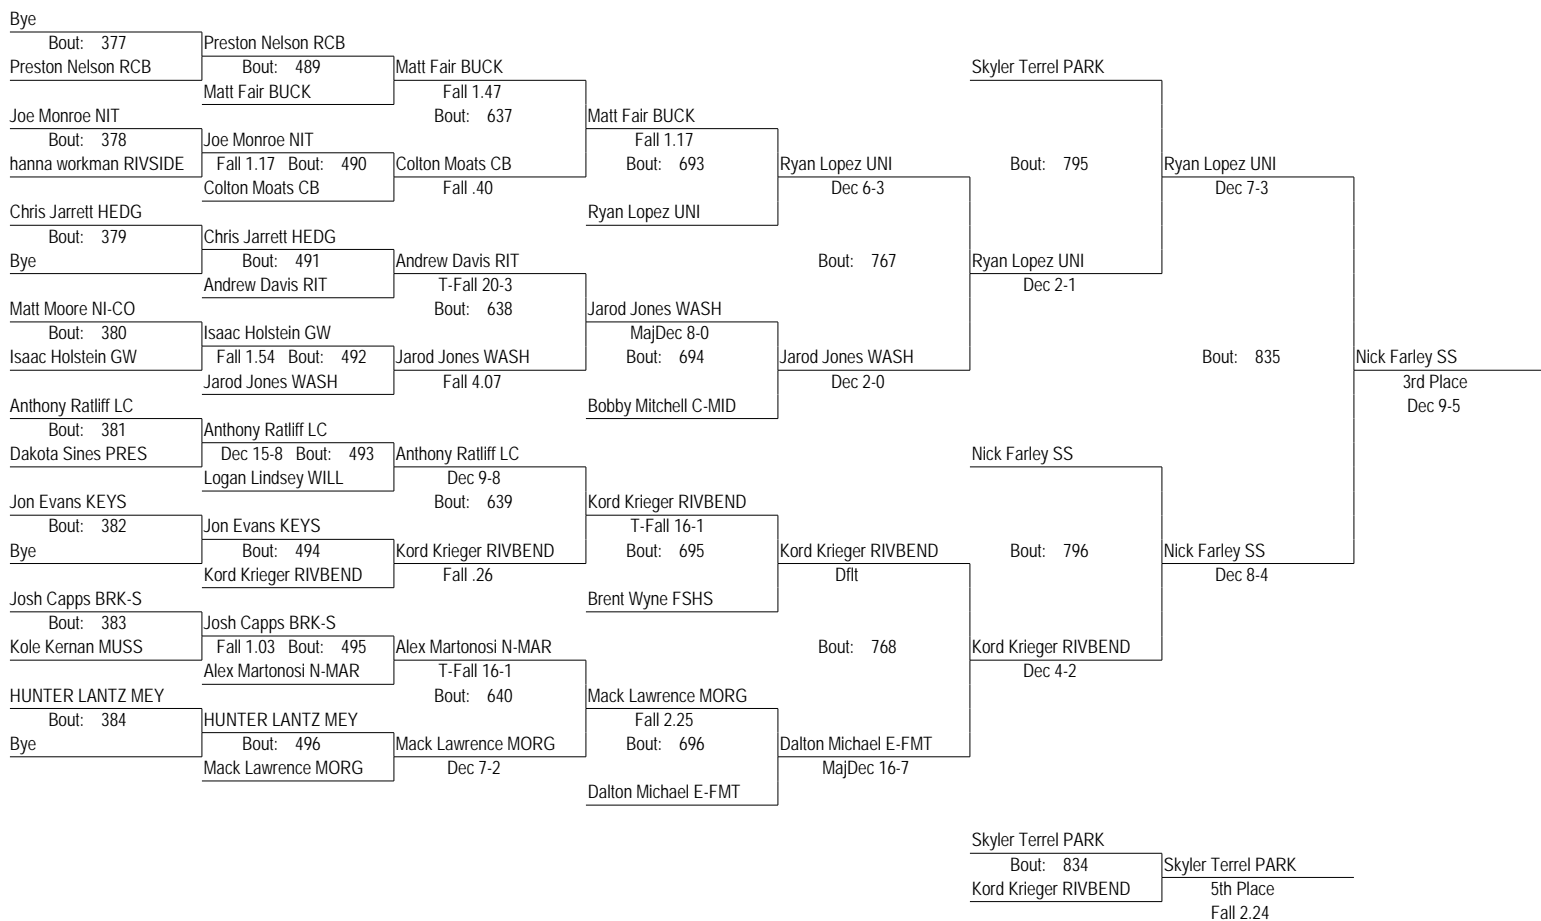 Bye
Bout: 377
Preston Nelson RCB
Joe Monroe NIT
Bout: 378
hanna workman RIVSIDE
Chris Jarrett HEDG
Bout: 379
Bye
Matt Moore NI-CO
Bout: 380
Isaac Holstein GW
Anthony Ratliff LC
Bout: 381
Dakota Sines PRES
Jon Evans KEYS
Bout: 382
Bye
Josh Capps BRK-S
Bout: 383
Kole Kernan MUSS
HUNTER LANTZ MEY
Bout: 384
Bye
Preston Nelson RCB
Bout: 489
Matt Fair BUCK
Joe Monroe NIT
Fall 1.17 Bout: 490
Colton Moats CB
Chris Jarrett HEDG
Bout: 491
Andrew Davis RIT
Isaac Holstein GW
Fall 1.54 Bout: 492
Jarod Jones WASH
Anthony Ratliff LC
Dec 15-8 Bout: 493
Logan Lindsey WILL
Jon Evans KEYS
Bout: 494
Kord Krieger RIVBEND
Josh Capps BRK-S
Fall 1.03 Bout: 495
Alex Martonosi N-MAR
HUNTER LANTZ MEY
Bout: 496
Mack Lawrence MORG
Matt Fair BUCK
Fall 1.47
Bout: 637
Colton Moats CB
Fall .40
Andrew Davis RIT
T-Fall 20-3
Bout: 638
Jarod Jones WASH
Fall 4.07
Anthony Ratliff LC
Dec 9-8
Bout: 639
Kord Krieger RIVBEND
Fall .26
Alex Martonosi N-MAR
T-Fall 16-1
Bout: 640
Mack Lawrence MORG
Dec 7-2
Matt Fair BUCK
Fall 1.17
Bout: 693
Ryan Lopez UNI
Jarod Jones WASH
MajDec 8-0
Bout: 694
Bobby Mitchell C-MID
Kord Krieger RIVBEND
T-Fall 16-1
Bout: 695
Brent Wyne FSHS
Mack Lawrence MORG
Fall 2.25
Bout: 696
Dalton Michael E-FMT
Ryan Lopez UNI
Dec 6-3
Bout: 767
Jarod Jones WASH
Dec 2-0
Kord Krieger RIVBEND
Dflt
Bout: 768
Dalton Michael E-FMT
MajDec 16-7
Skyler Terrel PARK
Bout: 795
Ryan Lopez UNI
Dec 2-1
Nick Farley SS
Bout: 796
Kord Krieger RIVBEND
Dec 4-2
Ryan Lopez UNI
Dec 7-3
Bout: 835
Nick Farley SS
Dec 8-4
Nick Farley SS
3rd Place
Dec 9-5
Skyler Terrel PARK
Bout: 834
Kord Krieger RIVBEND
Skyler Terrel PARK
5th Place
Fall 2.24